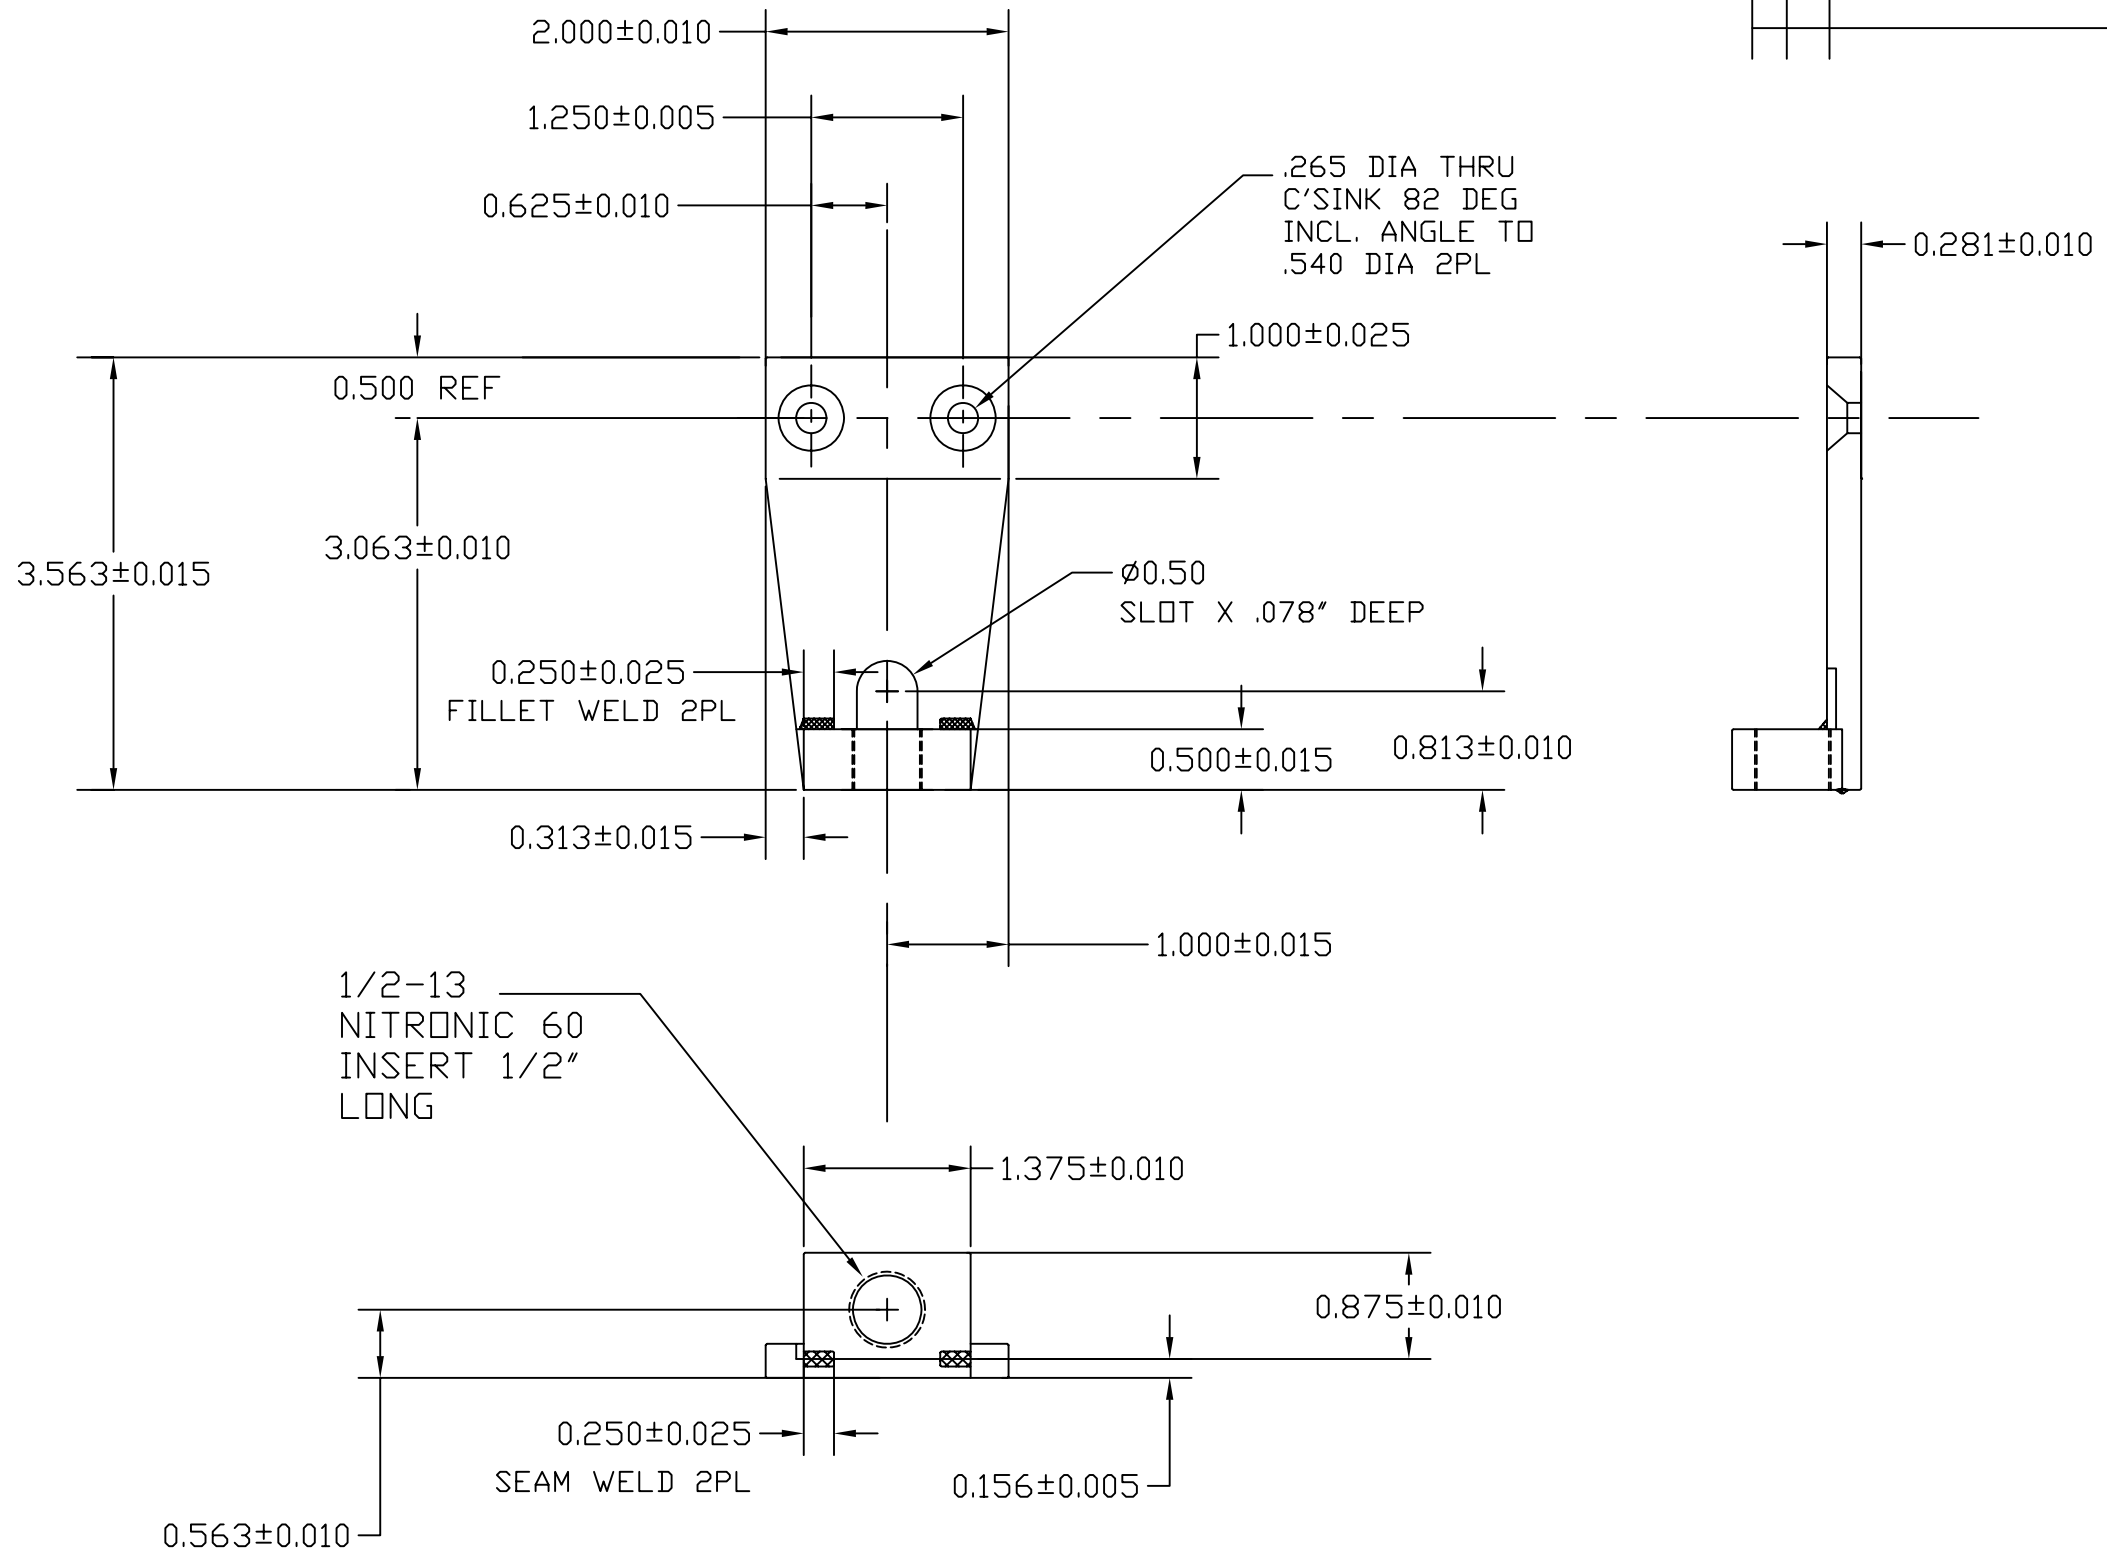 2.000±0.010
1.250±0.005
0.625±0.010
.265 DIA THRU
C'SINK 82 DEG
INCL. ANGLE TO
.540 DIA 2PL
0.281±0.010
1.000±0.025
0.500 REF
3.063±0.010
3.563±0.015
Ø0.50
SLOT X .078" DEEP
0.250±0.025
FILLET WELD 2PL
0.500±0.015
0.813±0.010
0.313±0.015
1.000±0.015
1/2-13
NITRONIC 60
INSERT 1/2"
LONG
1.375±0.010
0.875±0.010
0.250±0.025
SEAM WELD 2PL
0.156±0.005
0.563±0.010